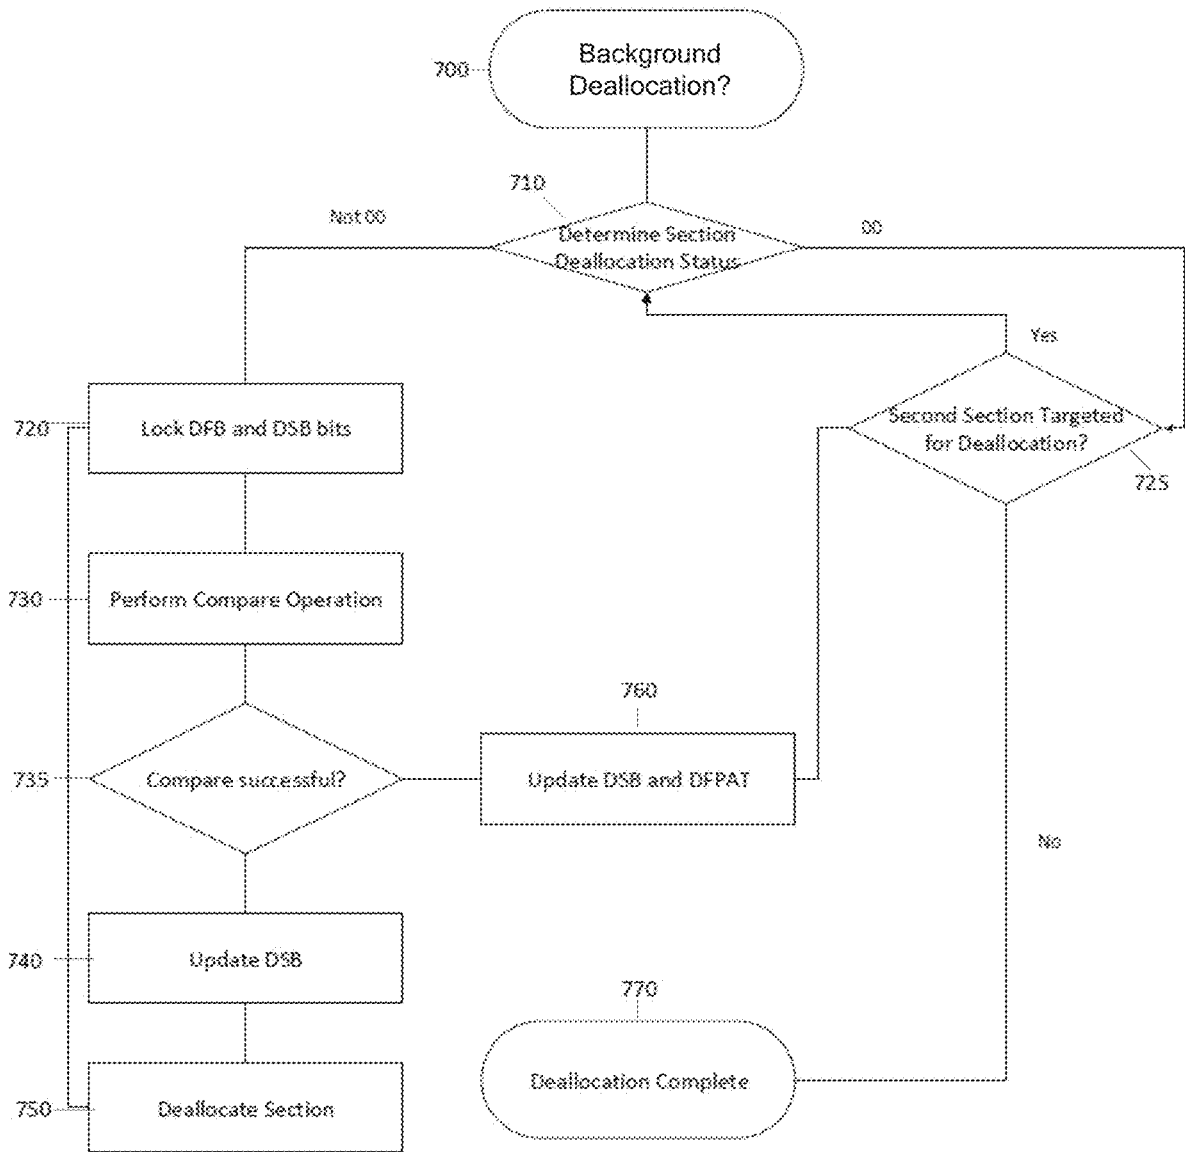 Background
Deallocation?
700
710
Not 00
00
Determine Section
Deallocation Status
Yes
720
Lock DFB and DSB bits
Second Section Targeted
for Deallocation?
725
730
Perform Compare Operation
760
735
Compare successful?
Update DSB and DFPAT
No
740
Update DSB
770
750
Deallocate Section
Deallocation Complete